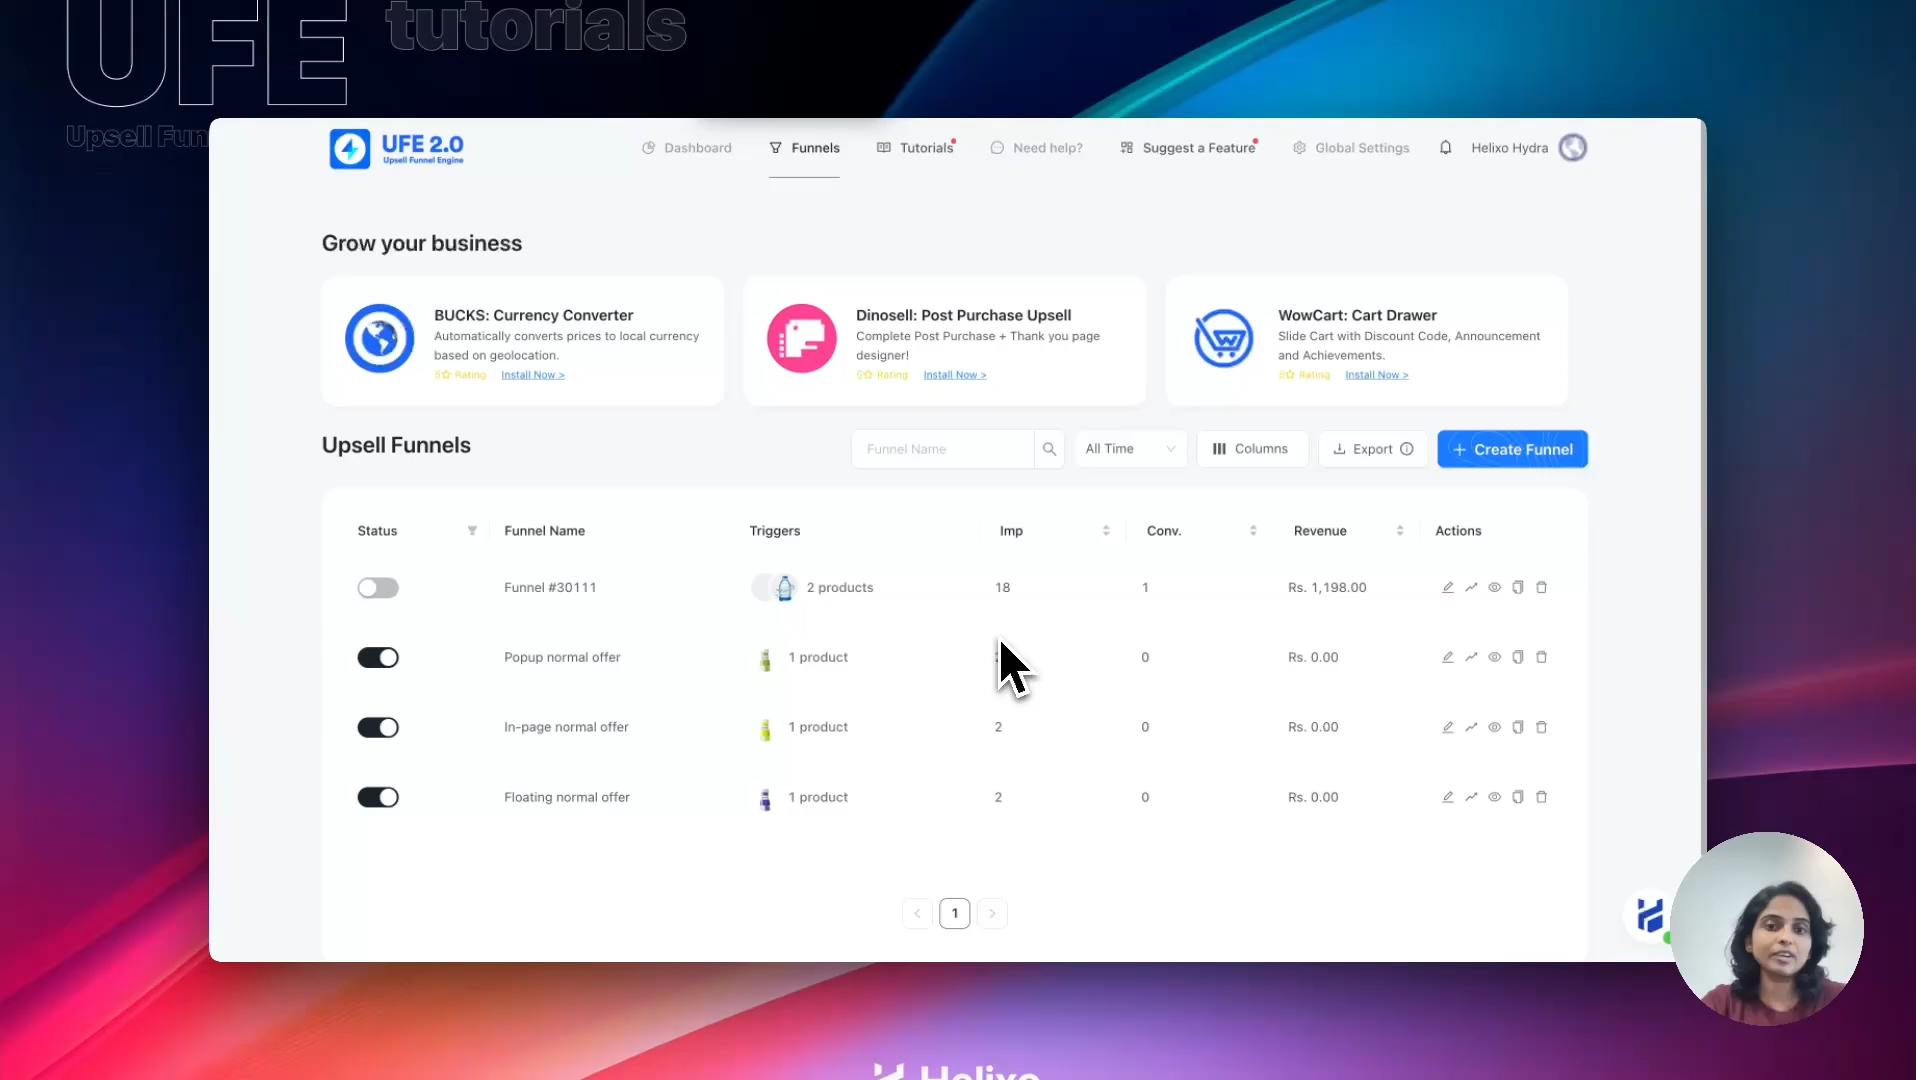 UFE
tutorials
Upsell Fun
UFE 2.0
Upsell Funnel Engine
Dashboard
Funnels
Tutorials
Need help?
Suggest a Feature
Global Settings
Helixo Hydra
Grow your business
BUCKS: Currency Converter
Automatically converts prices to local currency
based on geolocation.
5☆ Rating Install Now >
Dinosell: Post Purchase Upsell
Complete Post Purchase + Thank you page
designer!
5☆ Rating Install Now >
WowCart: Cart Drawer
Slide Cart with Discount Code, Announcement
and Achievements.
5☆ Rating Install Now >
Upsell Funnels
Funnel Name
All Time
Columns
Export
+ Create Funnel
Status Funnel Name Triggers Imp Conv. Revenue Actions
Funnel #30111 2 products 18 1 Rs. 1,198.00
Popup normal offer 1 product 0 Rs. 0.00
In-page normal offer 1 product 2 0 Rs. 0.00
Floating normal offer 1 product 2 0 Rs. 0.00
< 1 >
Helixo